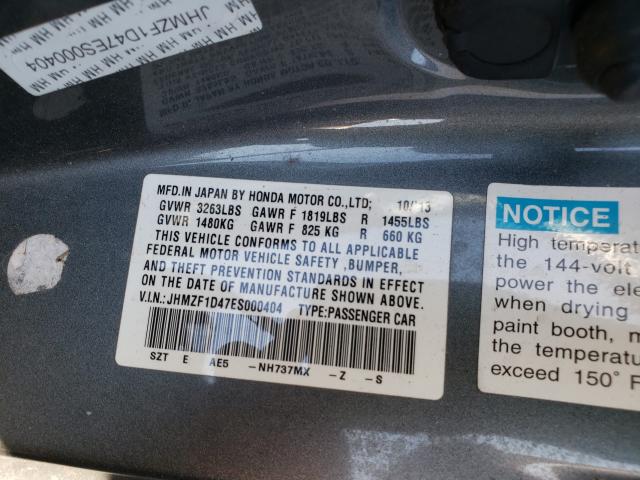 JHMZF1D47ES000404
MFD.IN JAPAN BY HONDA MOTOR CO.,LTD; 10/13
GVWR 3263LBS GAWR F 1819LBS R 1455LBS
GVWR 1480KG GAWR F 825 KG R 660 KG
THIS VEHICLE CONFORMS TO ALL APPLICABLE
FEDERAL MOTOR VEHICLE SAFETY ,BUMPER,
AND THEFT PREVENTION STANDARDS IN EFFECT
ON THE DATE OF MANUFACTURE SHOWN ABOVE.
V.I.N.: JHMZF1D47ES000404 TYPE:PASSENGER CAR
SZT E AE5 -NH737MX -Z -S
NOTICE
High temperat
the 144-volt
power the ele
when drying
paint booth, m
the temperatu
exceed 150° F